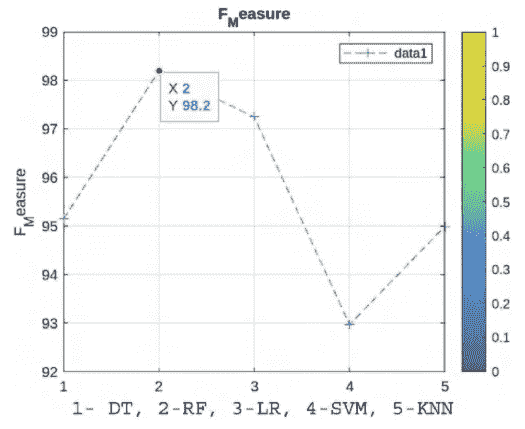 F_Measure
99
98
97
96
95
94
93
92
F_Measure
data1
X 2
Y 98.2
1 2 3 4 5
1- DT, 2-RF, 3-LR, 4-SVM, 5-KNN
1
0.9
0.8
0.7
0.6
0.5
0.4
0.3
0.2
0.1
0